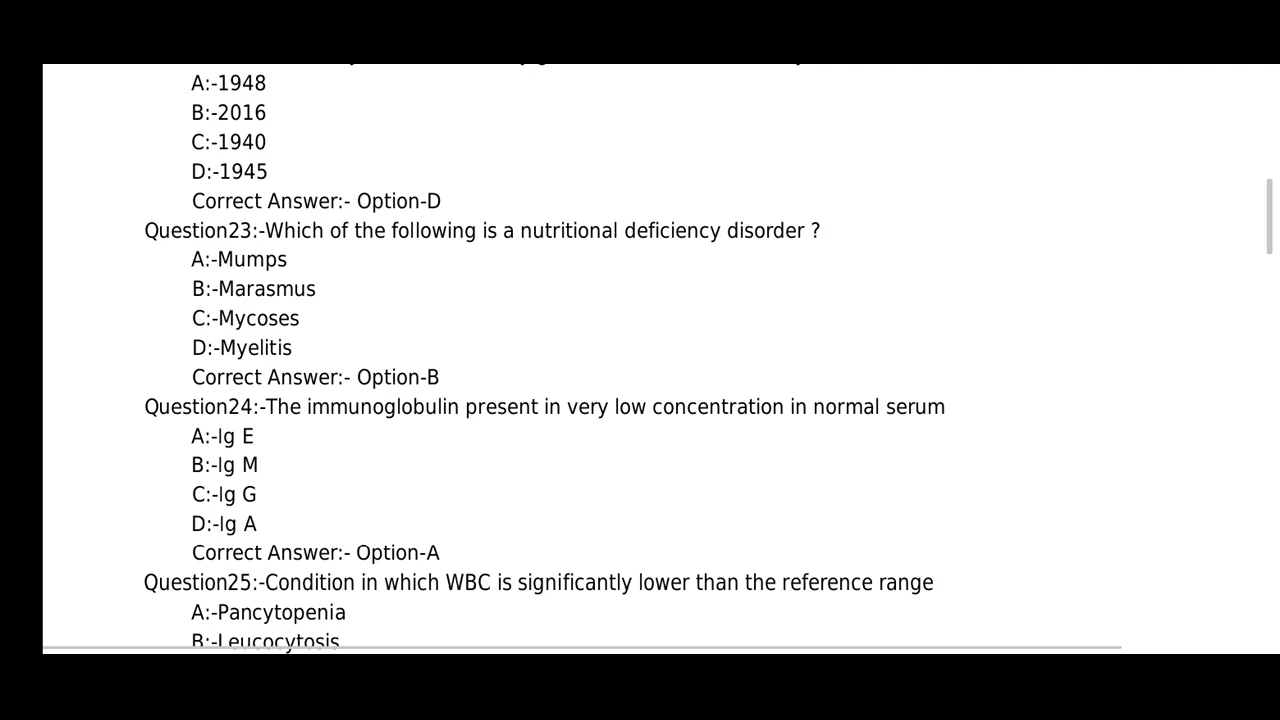 A:-1948
B:-2016
C:-1940
D:-1945
Correct Answer:- Option-D
Question23:-Which of the following is a nutritional deficiency disorder ?
A:-Mumps
B:-Marasmus
C:-Mycoses
D:-Myelitis
Correct Answer:- Option-B
Question24:-The immunoglobulin present in very low concentration in normal serum
A:-Ig E
B:-Ig M
C:-Ig G
D:-Ig A
Correct Answer:- Option-A
Question25:-Condition in which WBC is significantly lower than the reference range
A:-Pancytopenia
B:-Leucocytosis